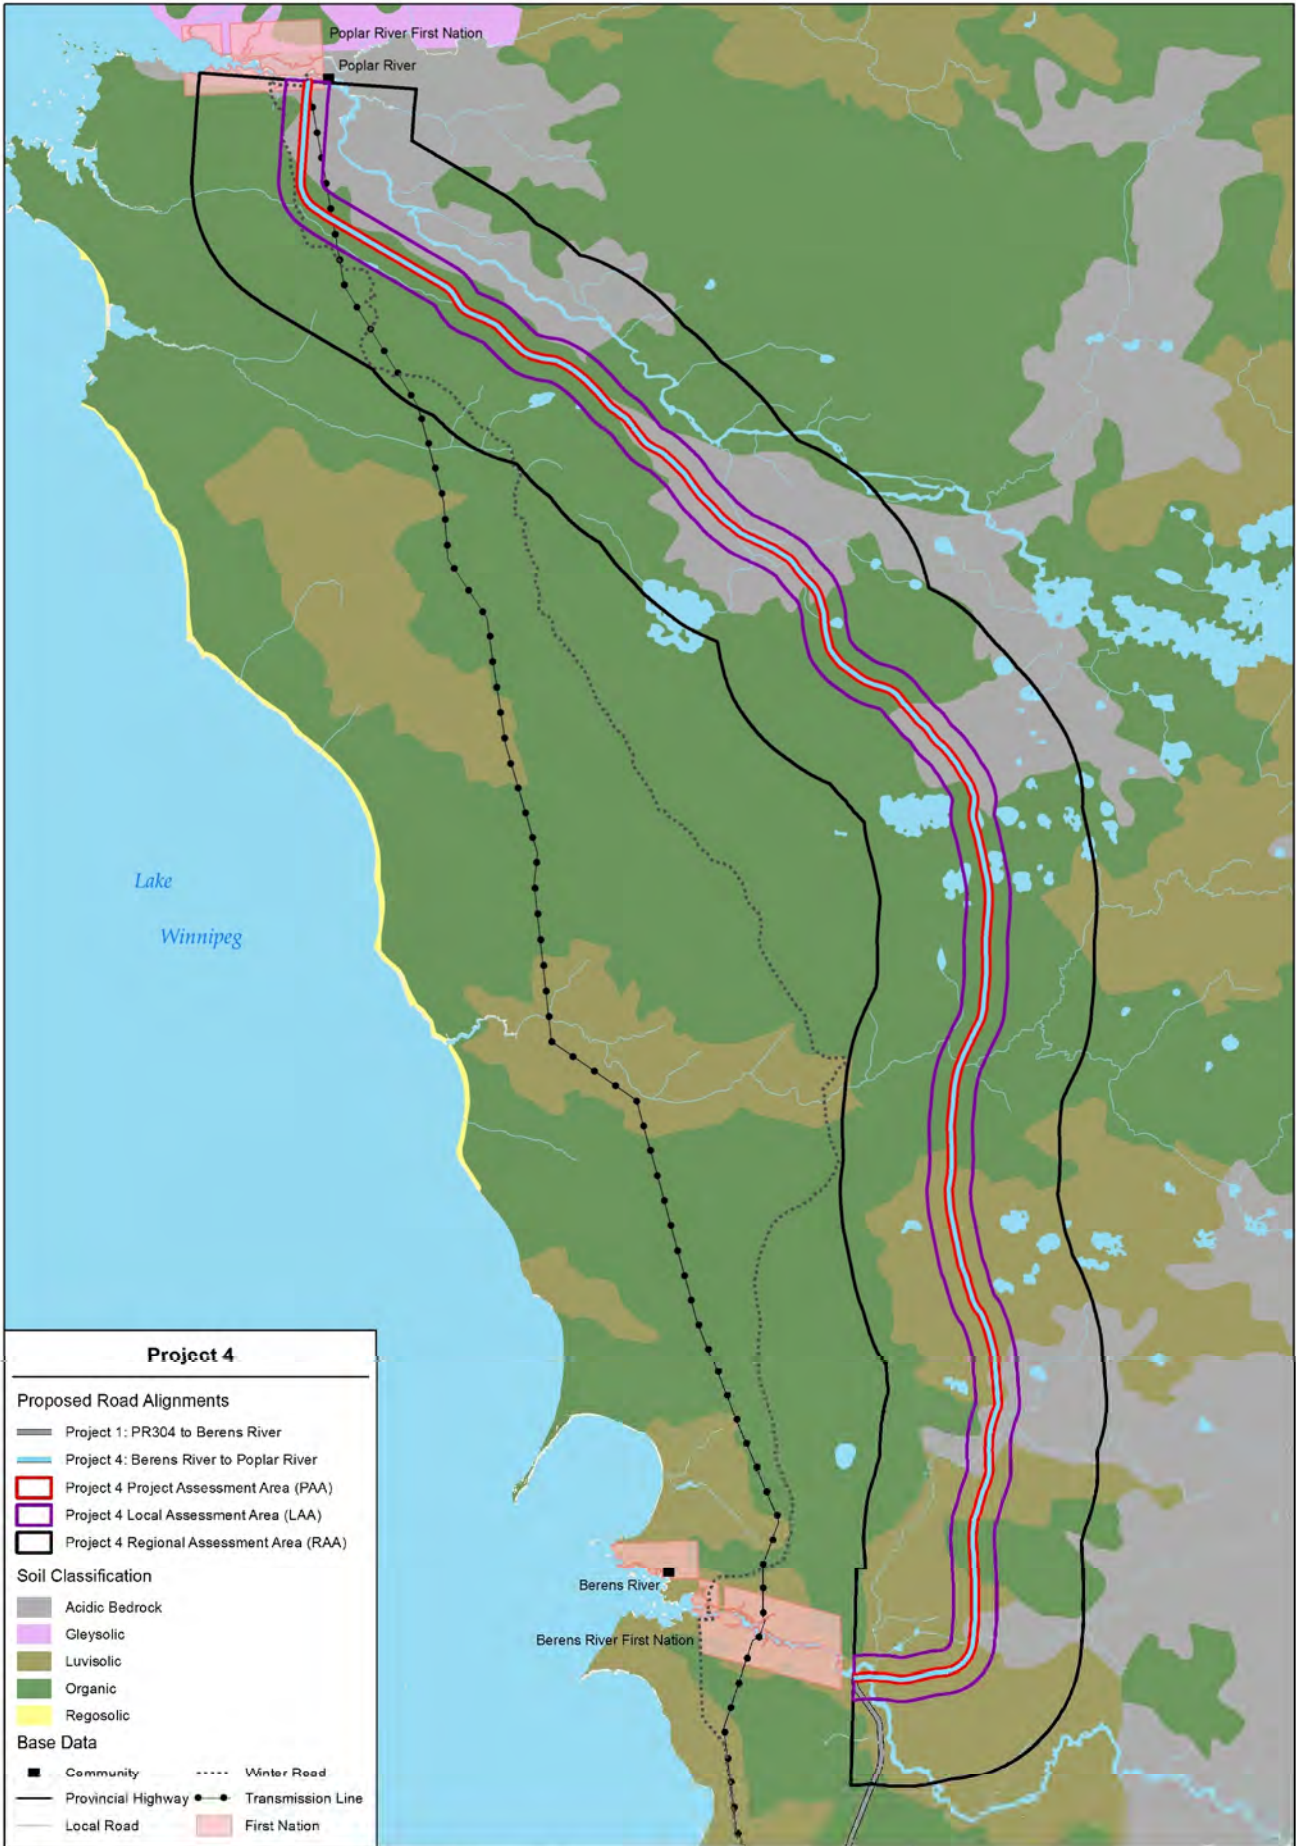 Poplar River First Nation
Poplar River
Lake
Winnipeg
Berens River
Berens River First Nation
Project 4
Proposed Road Alignments
Project 1: PR304 to Berens River
Project 4: Berens River to Poplar River
Project 4 Project Assessment Area (PAA)
Project 4 Local Assessment Area (LAA)
Project 4 Regional Assessment Area (RAA)
Soil Classification
Acidic Bedrock
Gleysolic
Luvisolic
Organic
Regosolic
Base Data
Community Winter Road
Provincial Highway Transmission Line
Local Road First Nation